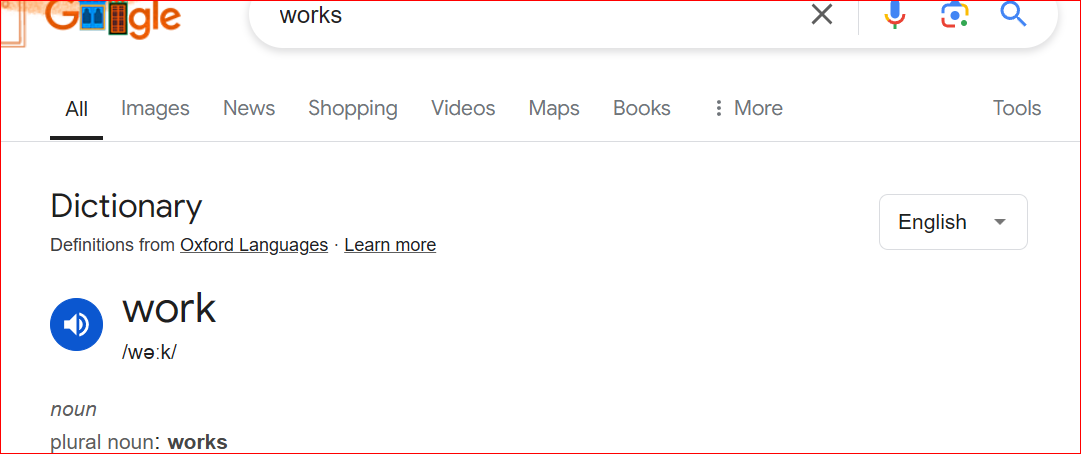 Google
works
All Images News Shopping Videos Maps Books More Tools
Dictionary
English
Definitions from Oxford Languages · Learn more
work
/wəːk/
noun
plural noun: works